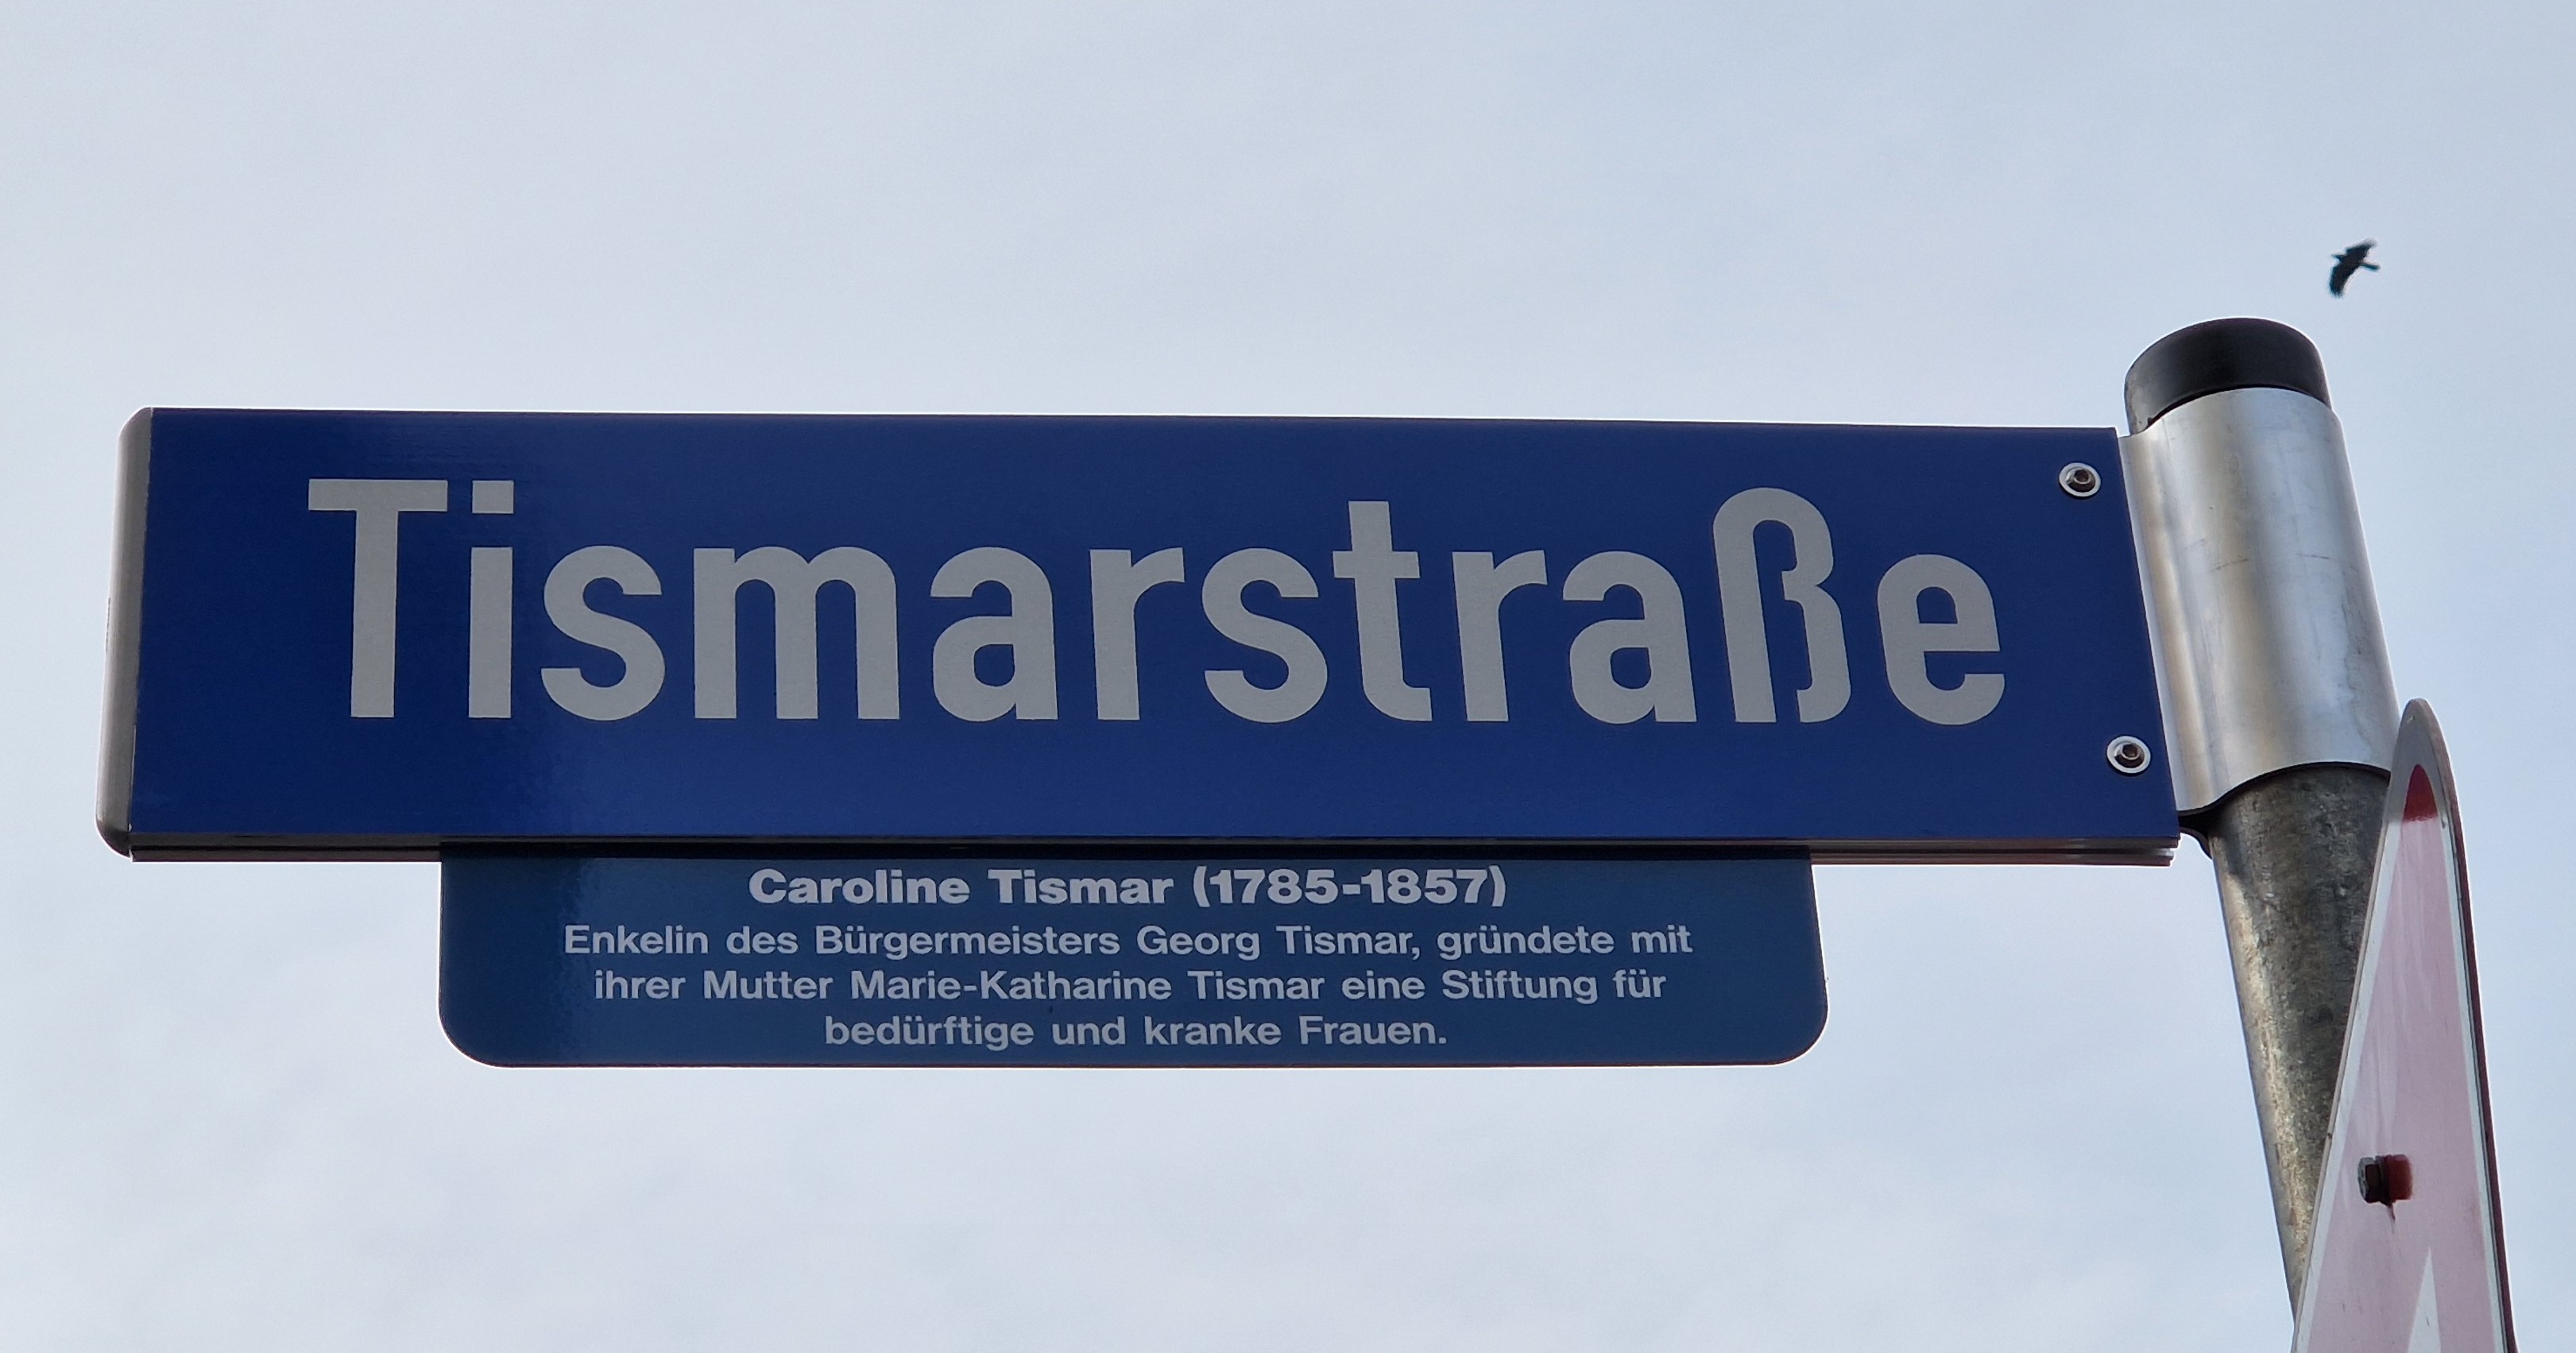 Tismarstraße
Caroline Tismar (1785-1857)
Enkelin des Bürgermeisters Georg Tismar, gründete mit
ihrer Mutter Marie-Katharine Tismar eine Stiftung für
bedürftige und kranke Frauen.